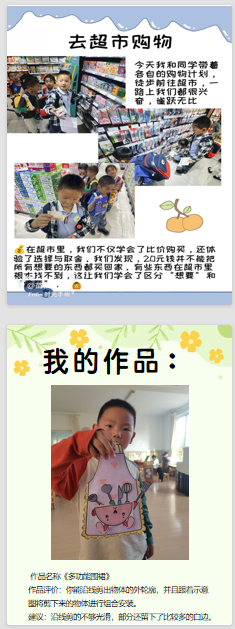 去超市购物
今天我和同学带着
各自的购物计划，
徒步前往超市，一
路上我们都很兴
奋，雀跃无比
💰在超市里，我们不仅学会了比价购买，还体
验了选择与取舍，我们发现，20元钱并不能把
所有想要的东西都买回家，有些东西在超市里
根本找不到，这让我们学会了区分“想要”和
我的作品：
作品名称《多功能围裙》
作品评价：你能沿线剪出物体的外轮廓，并且跟着示意
图将剪下来的物体进行组合安装。
建议：沿线剪的不够光滑，部分还留下了比较多的白边。